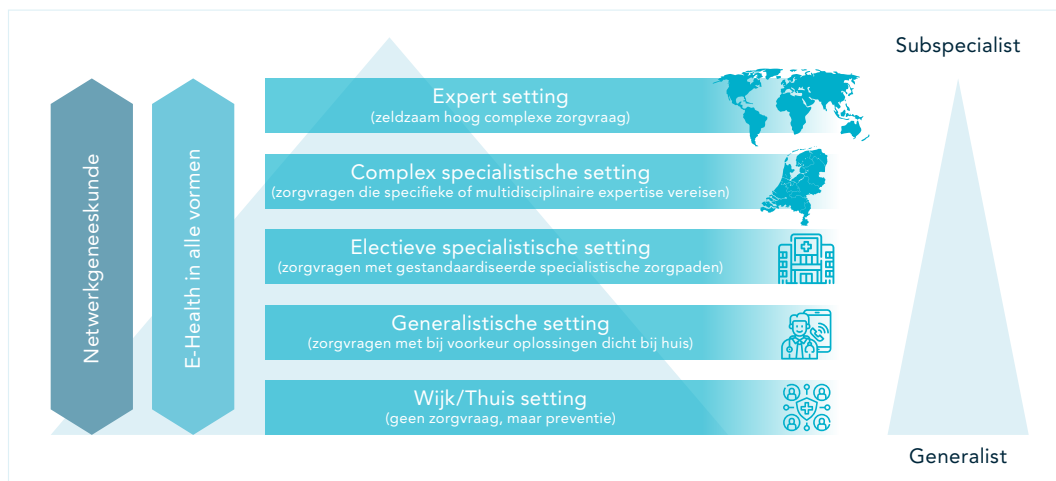 Netwerkgeneeskunde
E-Health in alle vormen
Expert setting
(zeldzaam hoog complexe zorgvraag)
Complex specialistische setting
(zorgvragen die specifieke of multidisciplinaire expertise vereisen)
Electieve specialistische setting
(zorgvragen met gestandaardiseerde specialistische zorgpaden)
Generalistische setting
(zorgvragen met bij voorkeur oplossingen dicht bij huis)
Wijk/Thuis setting
(geen zorgvraag, maar preventie)
Subspecialist
Generalist